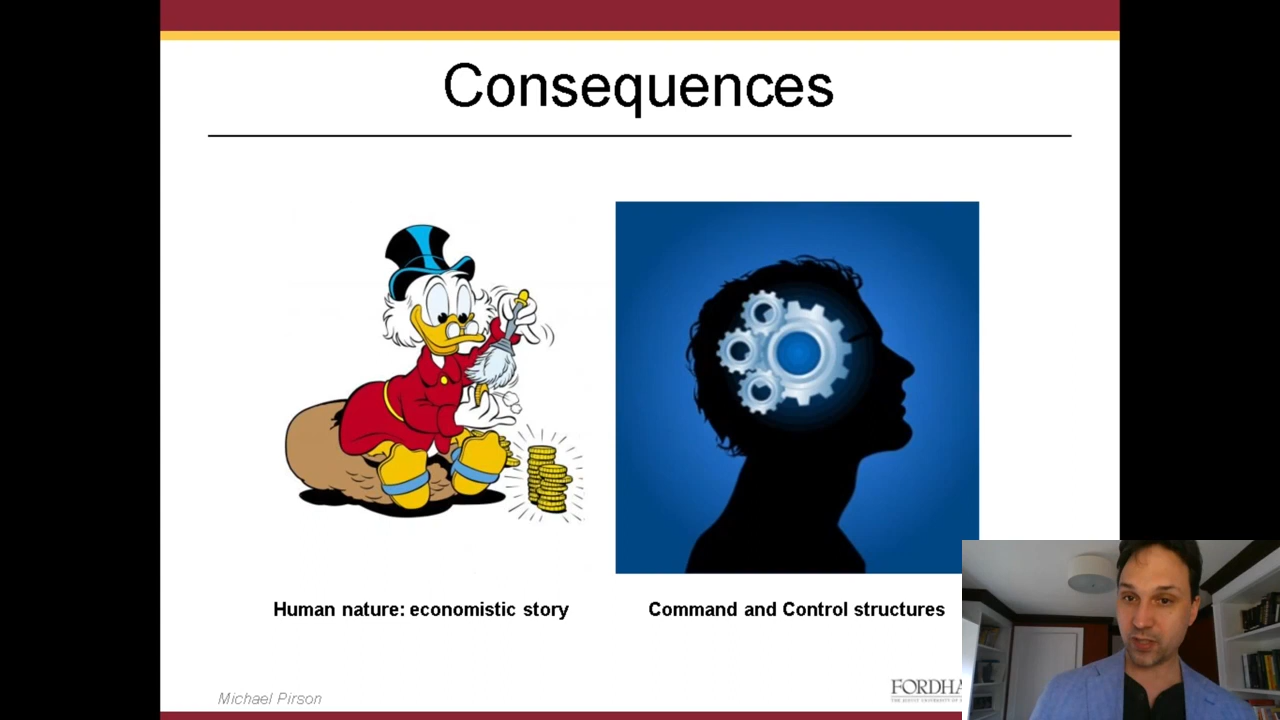 Consequences
Human nature: economistic story
Command and Control structures
Michael Pirson
FORDHA